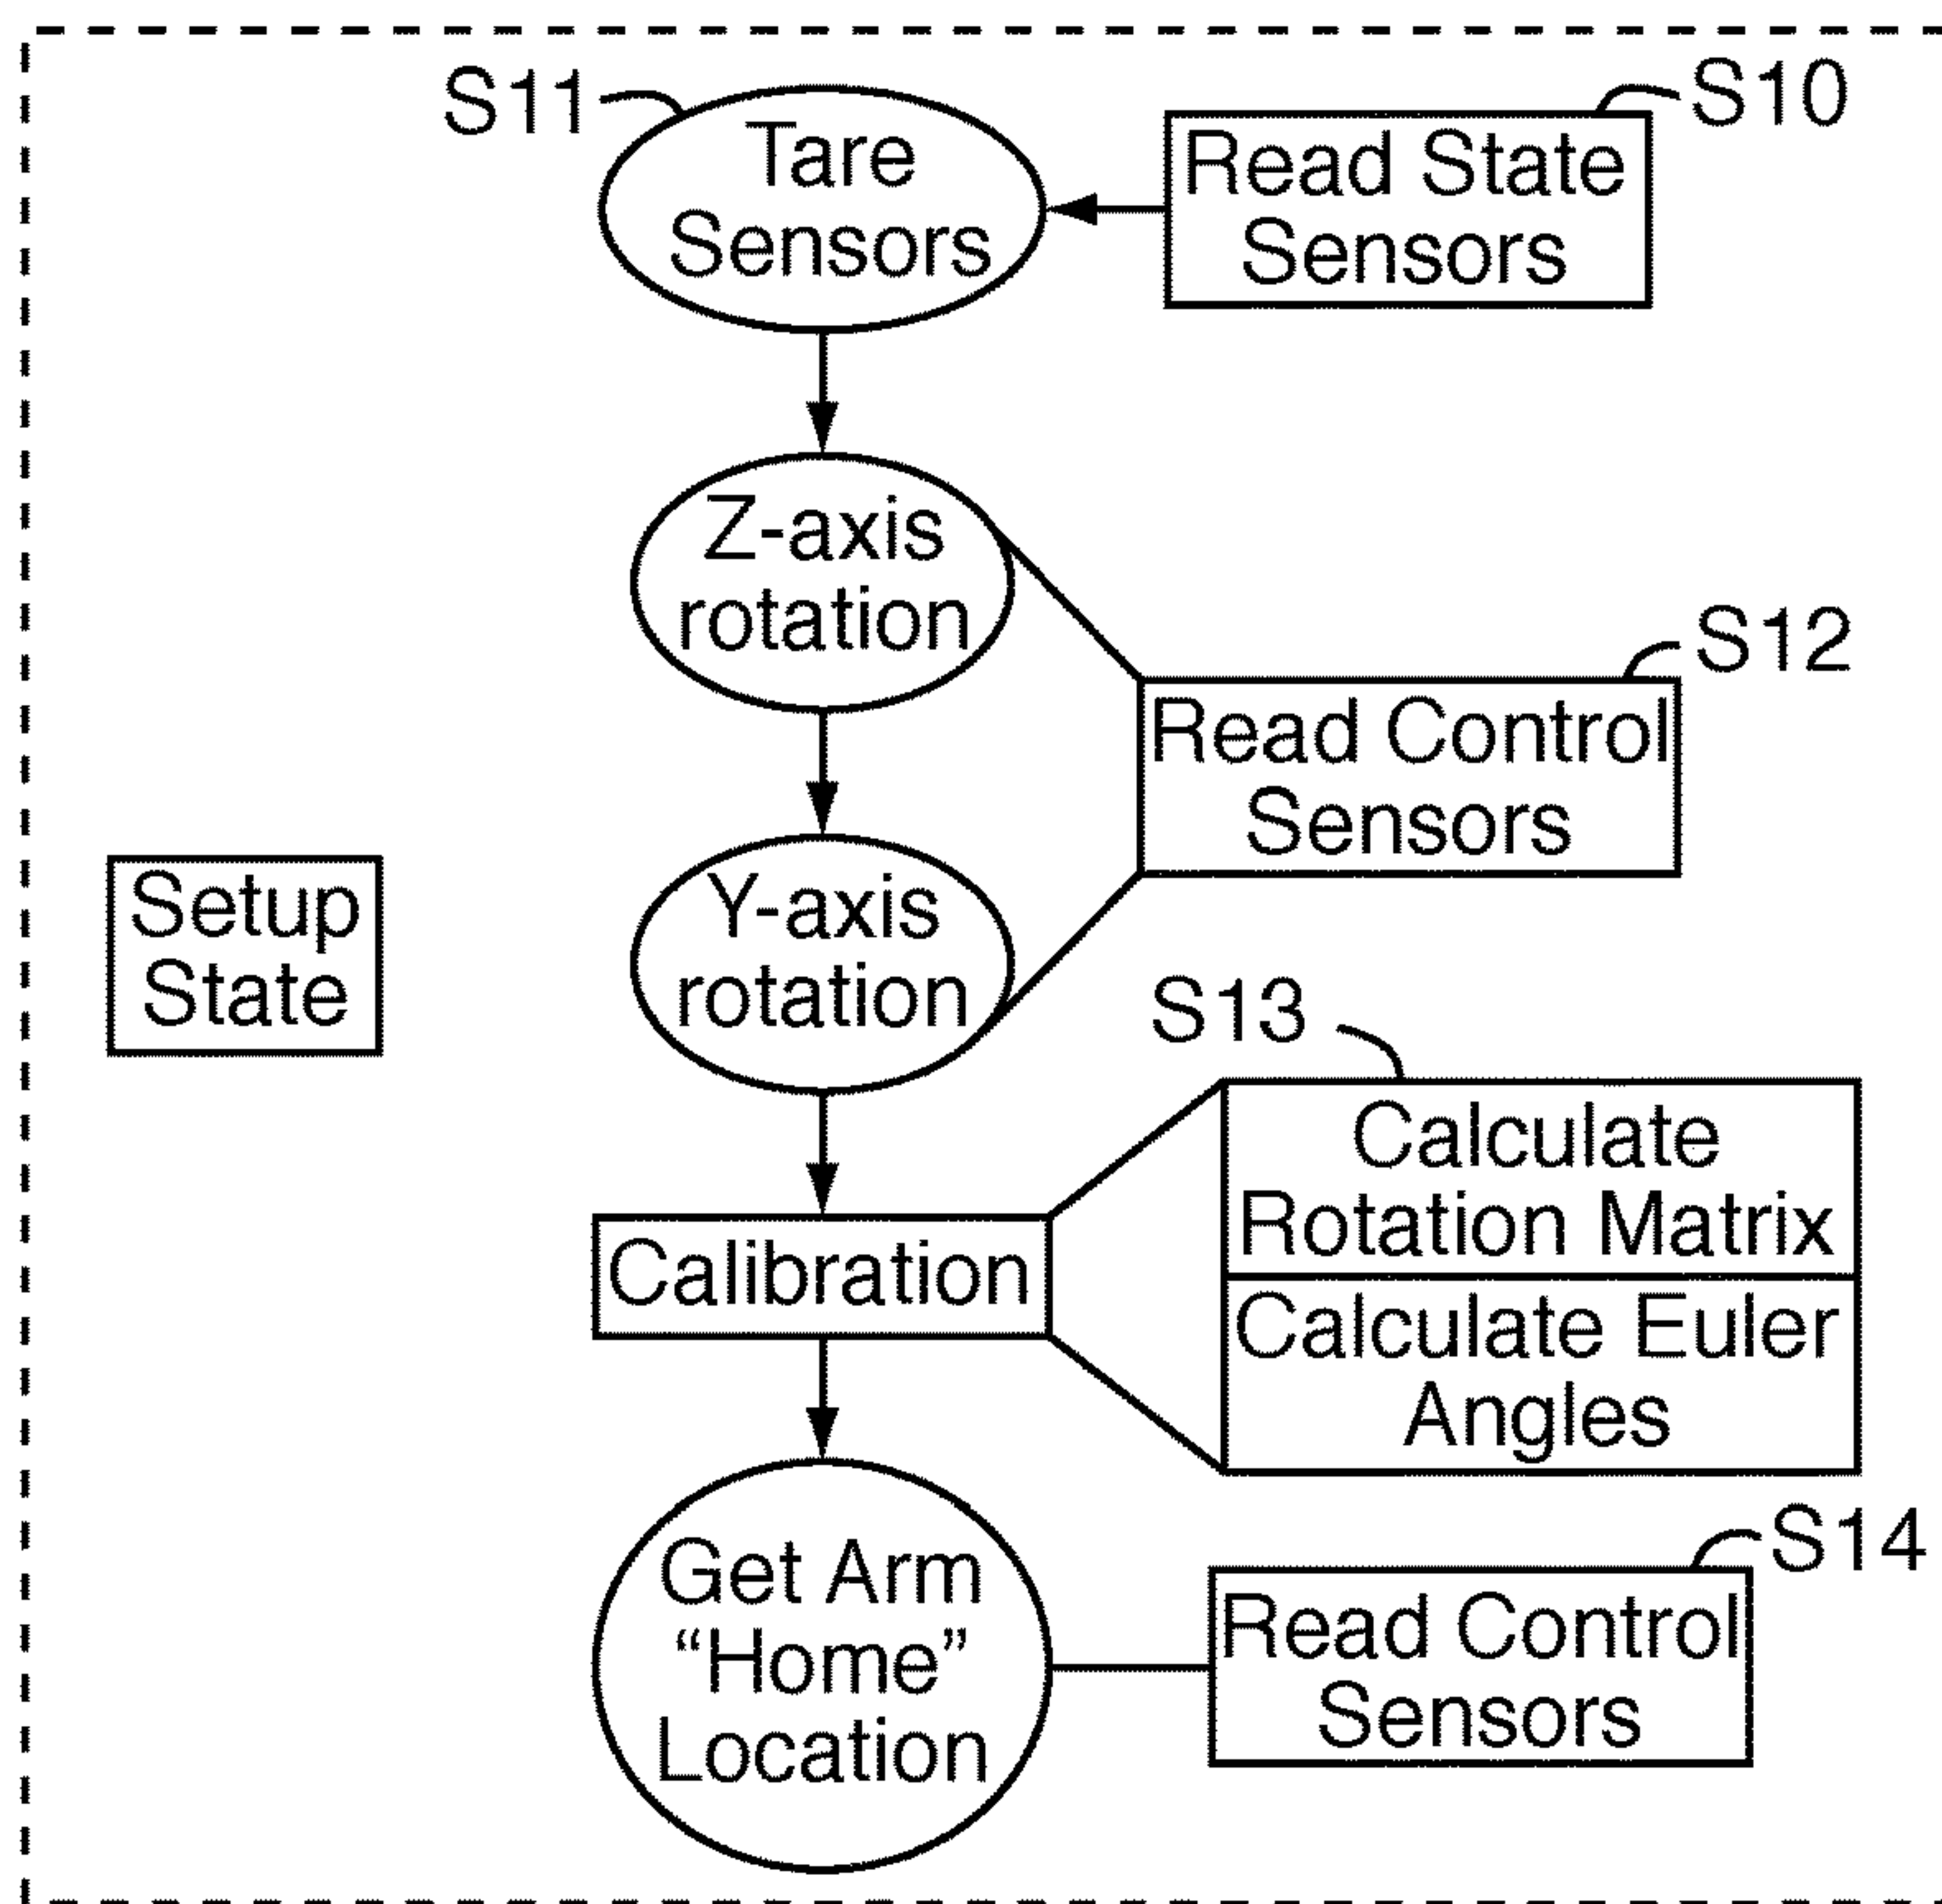 S11
Tare
Sensors
S10
Read State
Sensors
Z-axis
rotation
S12
Read Control
Sensors
Setup
State
Y-axis
rotation
S13
Calculate
Rotation Matrix
Calculate Euler
Angles
Calibration
S14
Get Arm
“Home”
Location
Read Control
Sensors